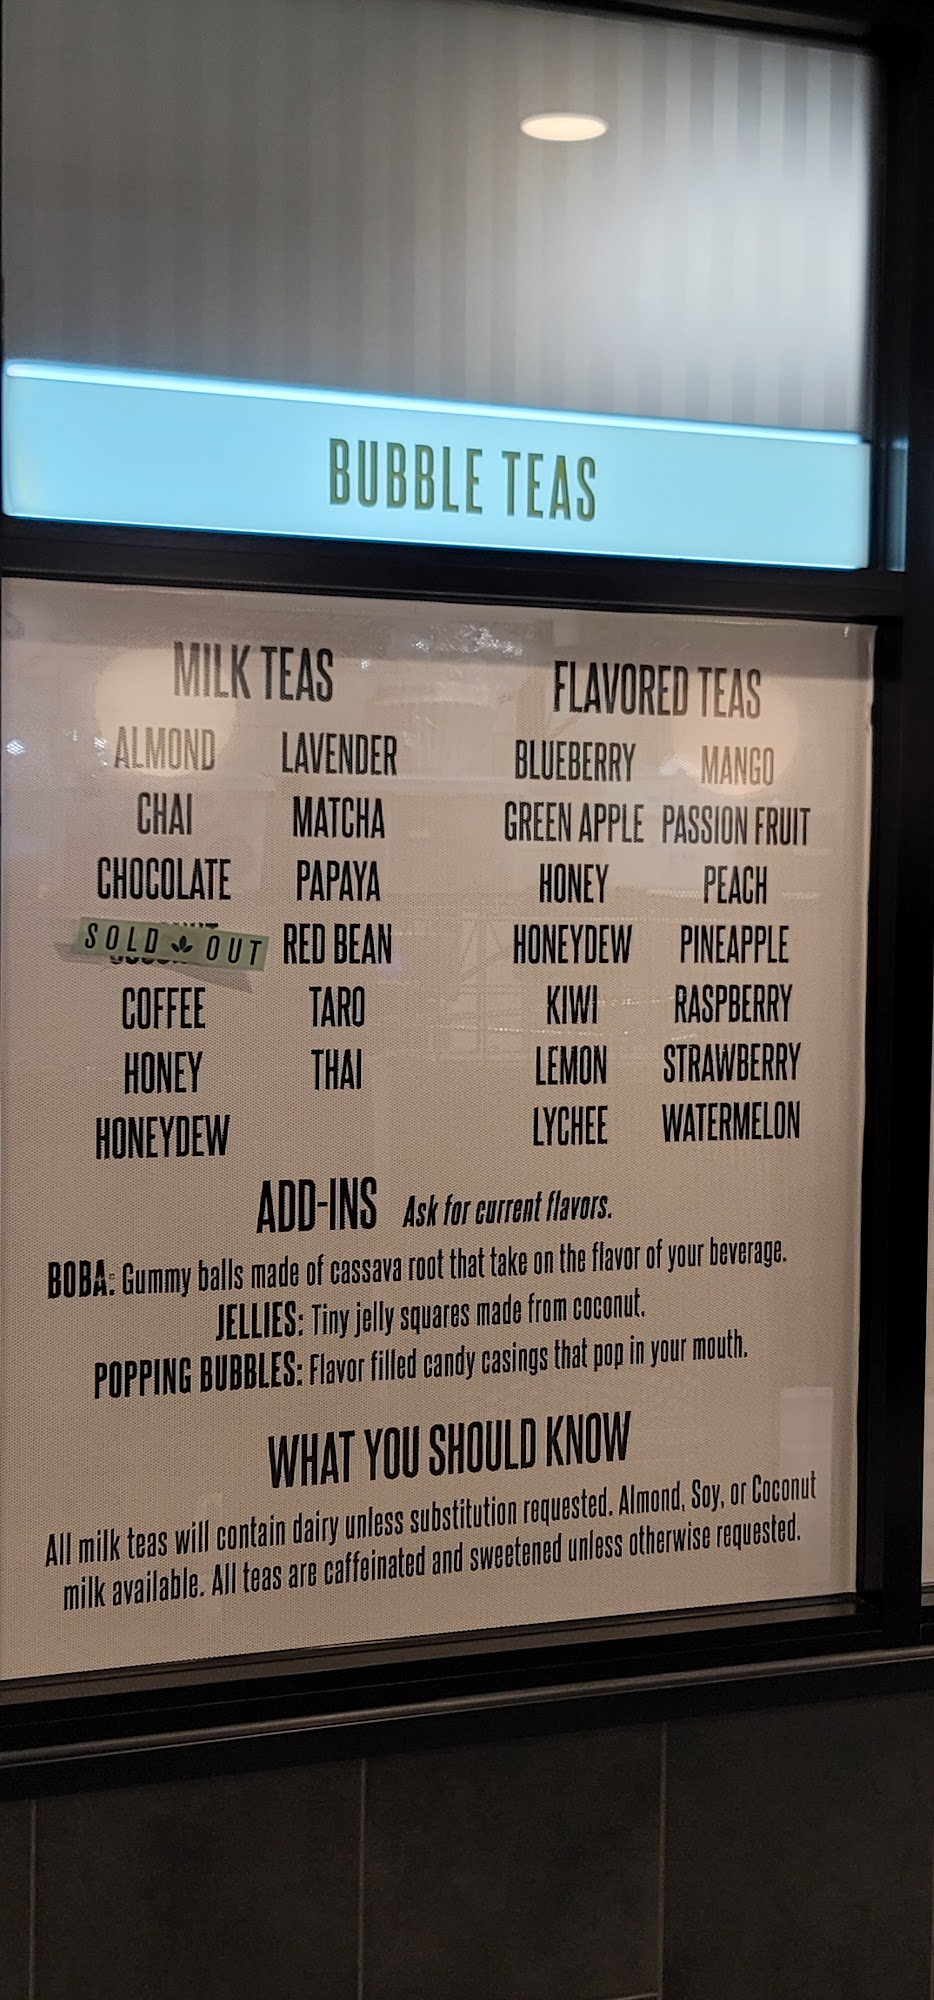 BUBBLE TEAS
MILK TEAS
ALMOND LAVENDER
CHAI MATCHA
CHOCOLATE PAPAYA
SOLD OUT RED BEAN
COFFEE TARO
HONEY THAI
HONEYDEW
FLAVORED TEAS
BLUEBERRY MANGO
GREEN APPLE PASSION FRUIT
HONEY PEACH
HONEYDEW PINEAPPLE
KIWI RASPBERRY
LEMON STRAWBERRY
LYCHEE WATERMELON
ADD-INS Ask for current flavors.
BOBA: Gummy balls made of cassava root that take on the flavor of your beverage.
JELLIES: Tiny jelly squares made from coconut.
POPPING BUBBLES: Flavor filled candy casings that pop in your mouth.
WHAT YOU SHOULD KNOW
All milk teas will contain dairy unless substitution requested. Almond, Soy, or Coconut
milk available. All teas are caffeinated and sweetened unless otherwise requested.